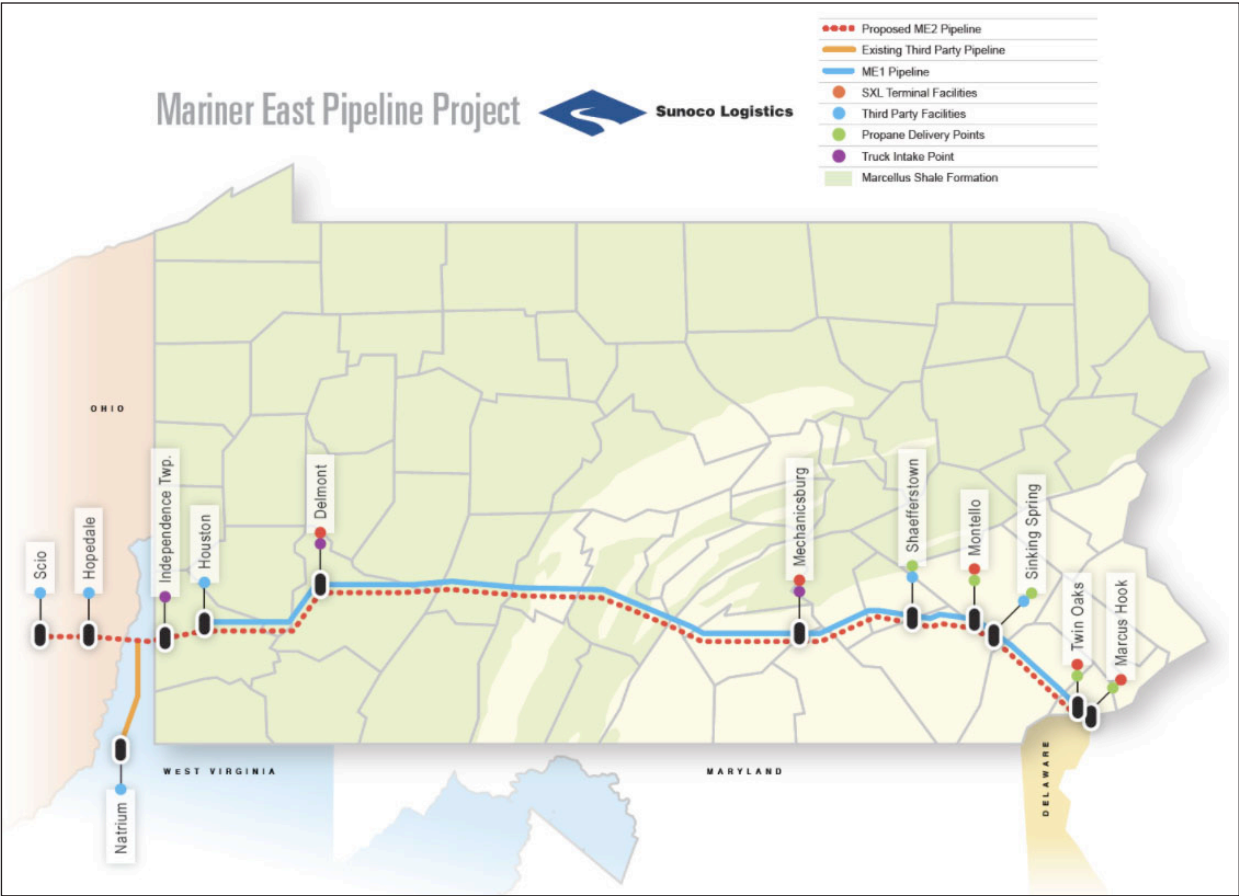 Proposed ME2 Pipeline
Existing Third Party Pipeline
ME1 Pipeline
SXL Terminal Facilities
Third Party Facilities
Propane Delivery Points
Truck Intake Point
Marcellus Shale Formation
Mariner East Pipeline Project
Sunoco Logistics
OHIO
Scio
Hopedale
Independence Twp.
Houston
Delmont
Mechanicsburg
Shaefferstown
Montello
Sinking Spring
Twin Oaks
Marcus Hook
Natrium
WEST VIRGINIA
MARYLAND
DELAWARE